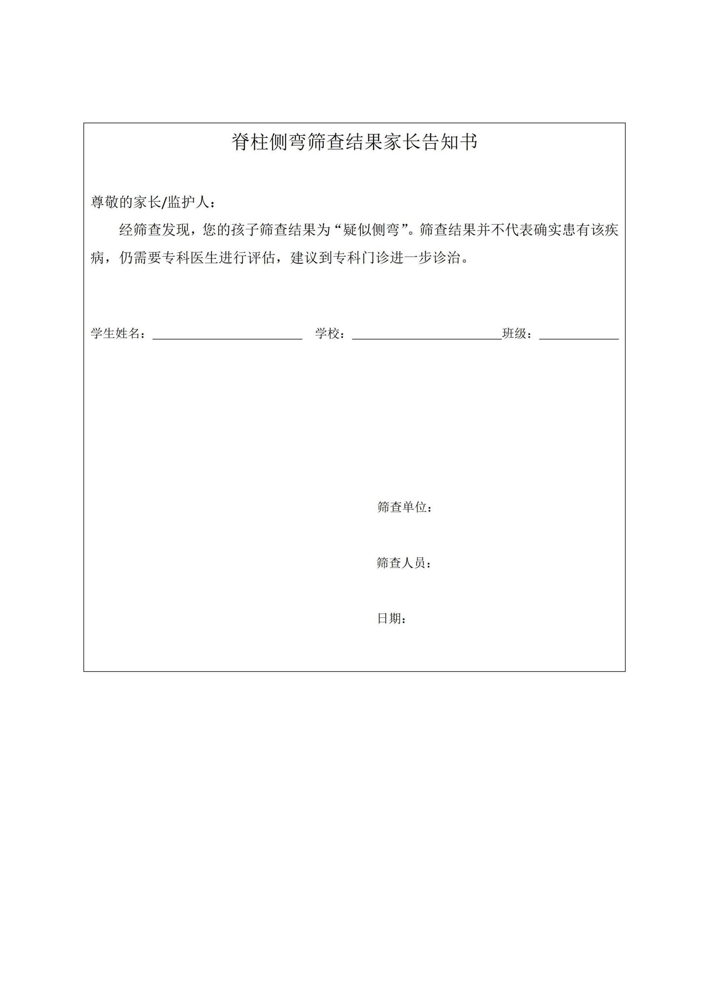 脊柱侧弯筛查结果家长告知书
尊敬的家长/监护人：
经筛查发现，您的孩子筛查结果为“疑似侧弯”。筛查结果并不代表确实患有该疾
病，仍需要专科医生进行评估，建议到专科门诊进一步诊治。
学生姓名： 学校： 班级：
筛查单位：
筛查人员：
日期：